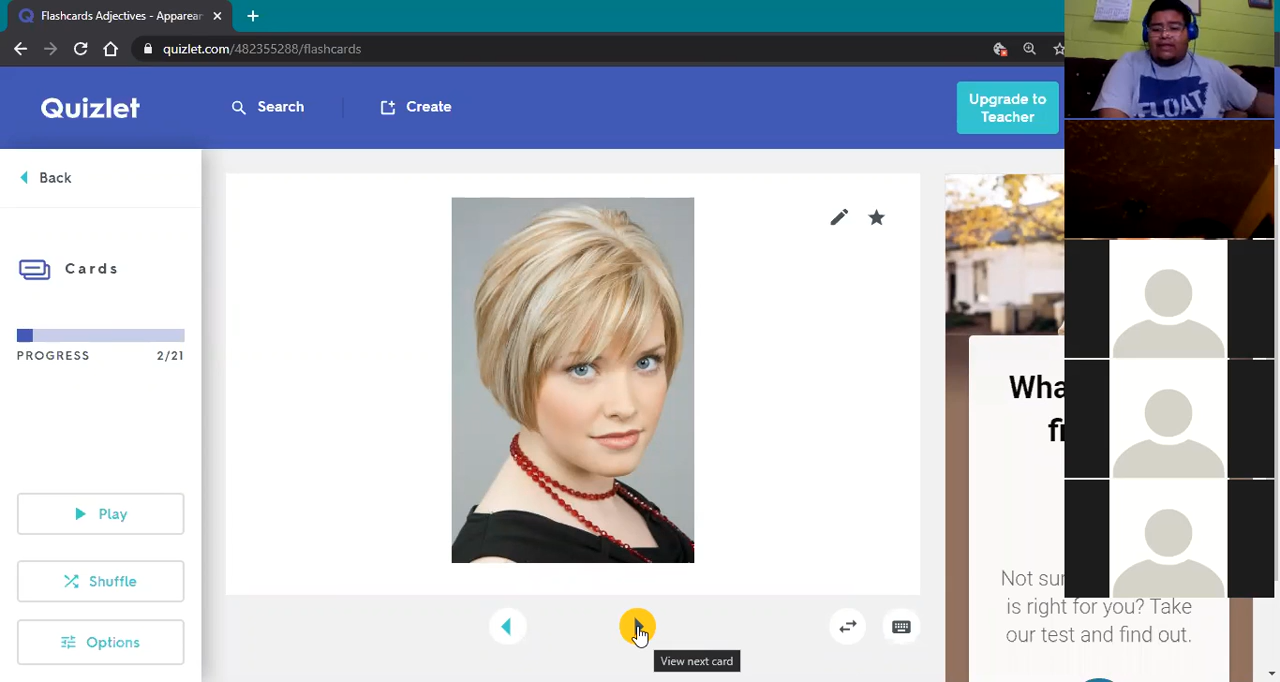 Flashcards Adjectives - Appearan
quizlet.com/482355288/flashcards
Quizlet
Search
Create
Upgrade to
Teacher
Back
Cards
PROGRESS 2/21
Play
Shuffle
Options
View next card
FLOAT
Wha
fi
Not sur
is right for you? Take
our test and find out.